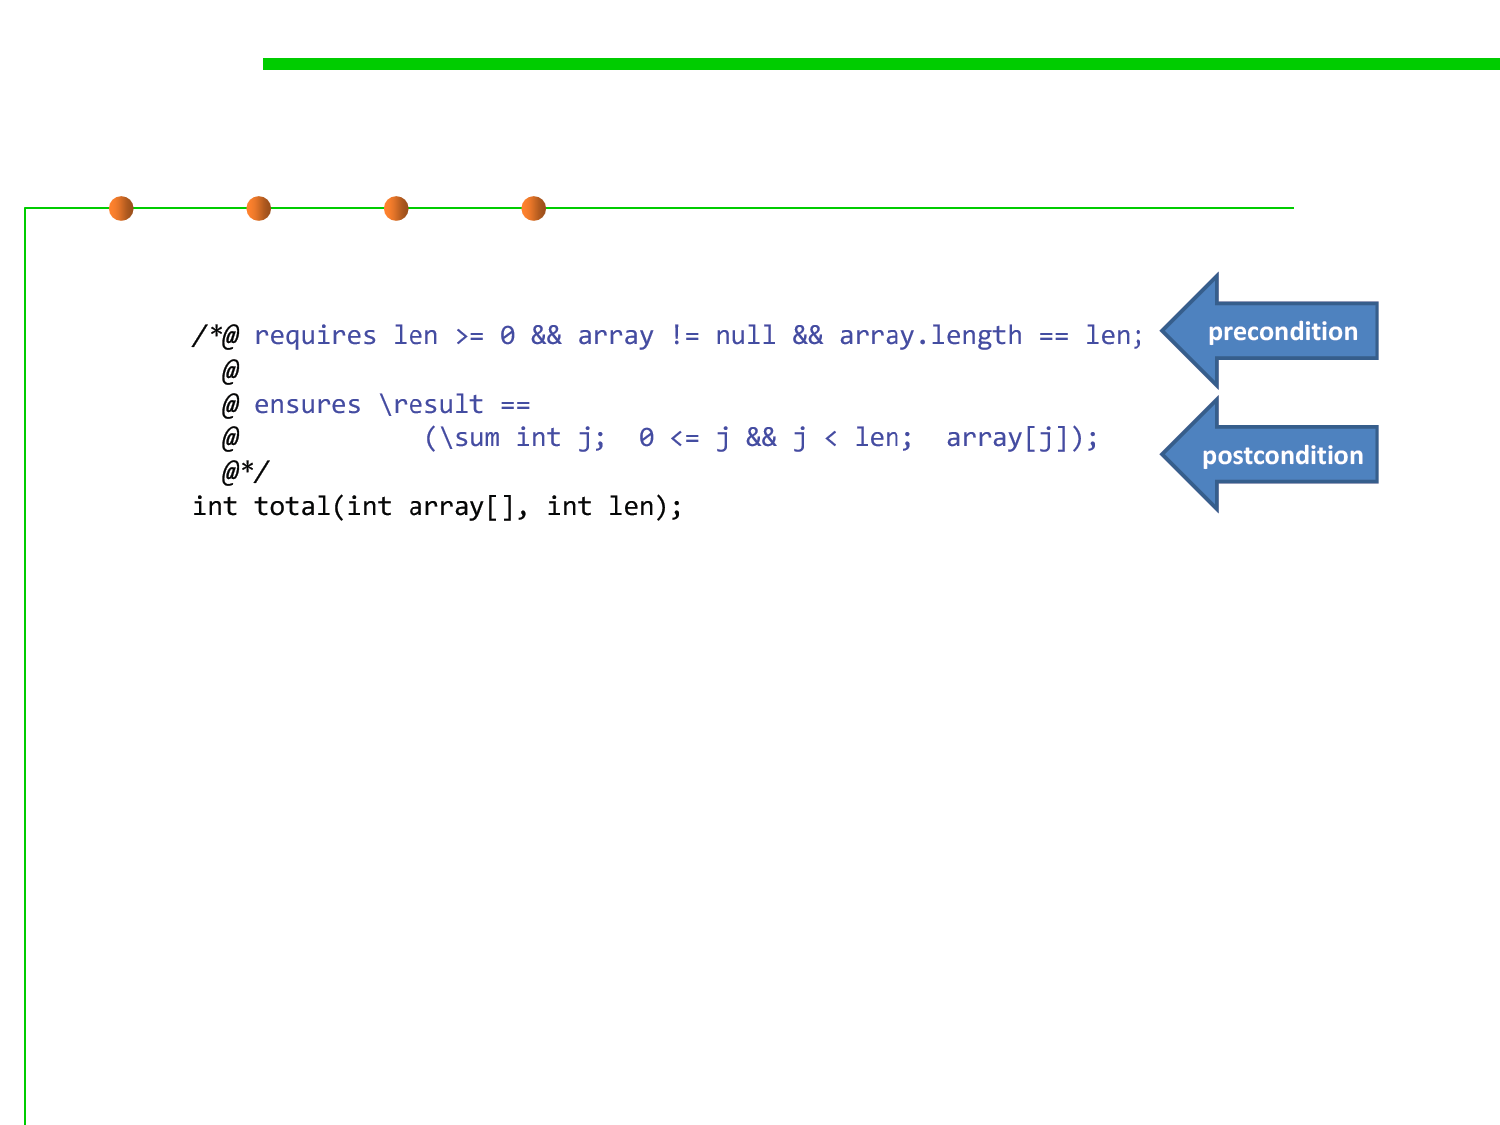 /*@ requires len >= 0 && array != null && array.length == len;
precondition
@
@ ensures \result ==
@ (\sum int j; 0 <= j && j < len; array[j]);
postcondition
@*/
int total(int array[], int len);